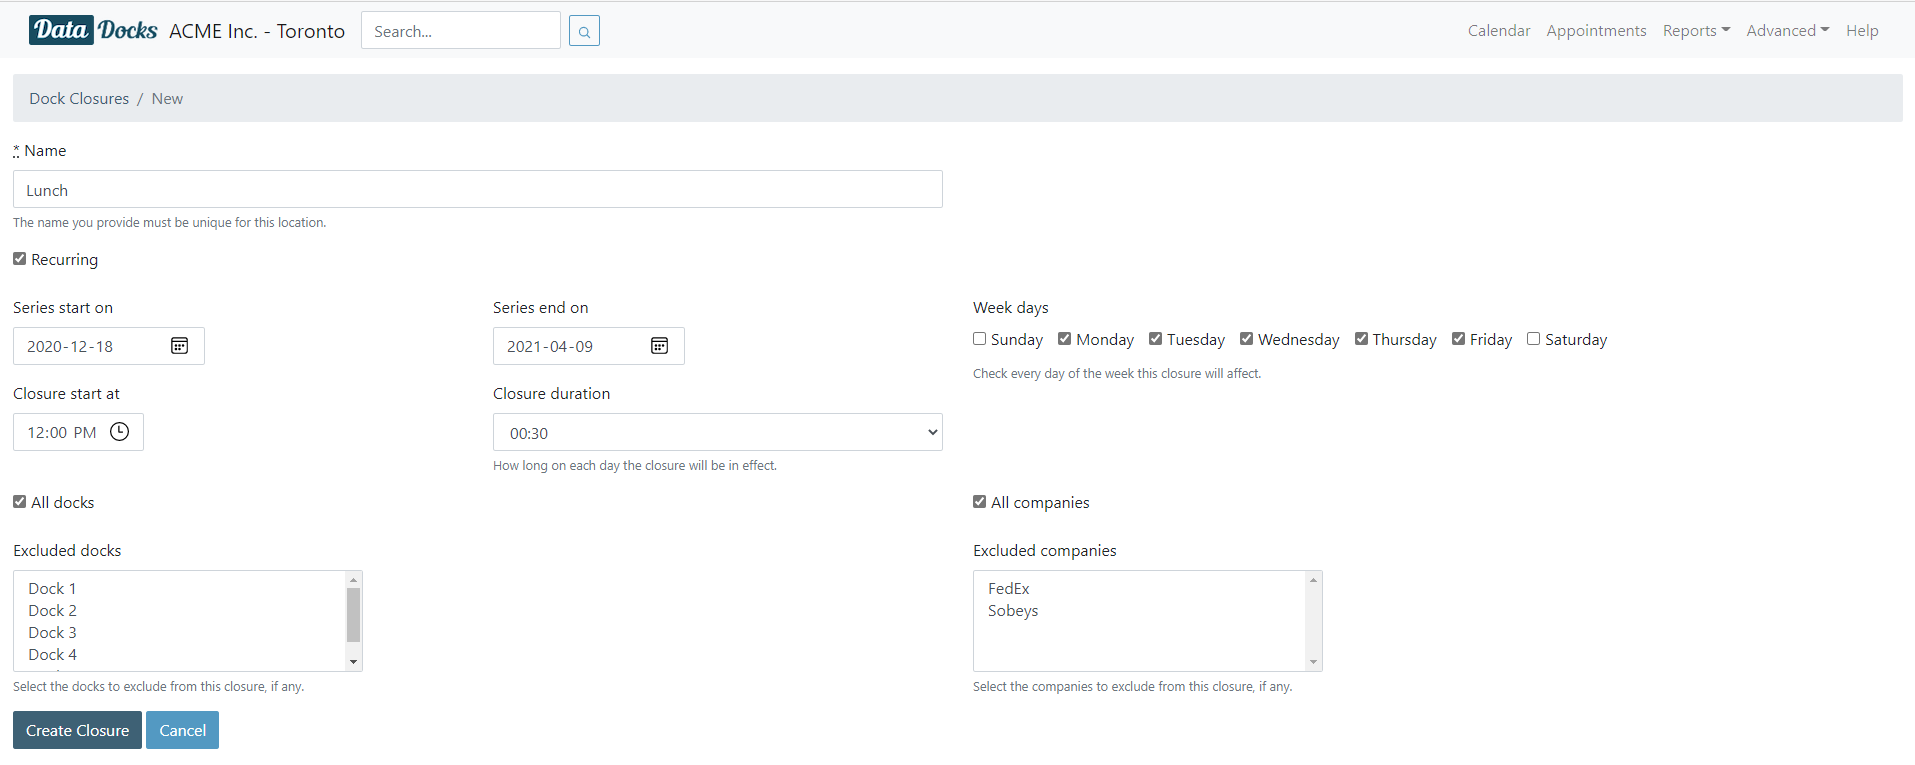 Data Docks ACME Inc. - Toronto Search... Calendar Appointments Reports Advanced Help
Dock Closures / New
* Name
Lunch
The name you provide must be unique for this location.
Recurring
Series start on Series end on Week days
2020-12-18 2021-04-09 Sunday Monday Tuesday Wednesday Thursday Friday Saturday
Check every day of the week this closure will affect.
Closure start at Closure duration
12:00 PM 00:30
How long on each day the closure will be in effect.
All docks All companies
Excluded docks Excluded companies
Dock 1 FedEx
Dock 2 Sobeys
Dock 3
Dock 4
Select the docks to exclude from this closure, if any. Select the companies to exclude from this closure, if any.
Create Closure Cancel